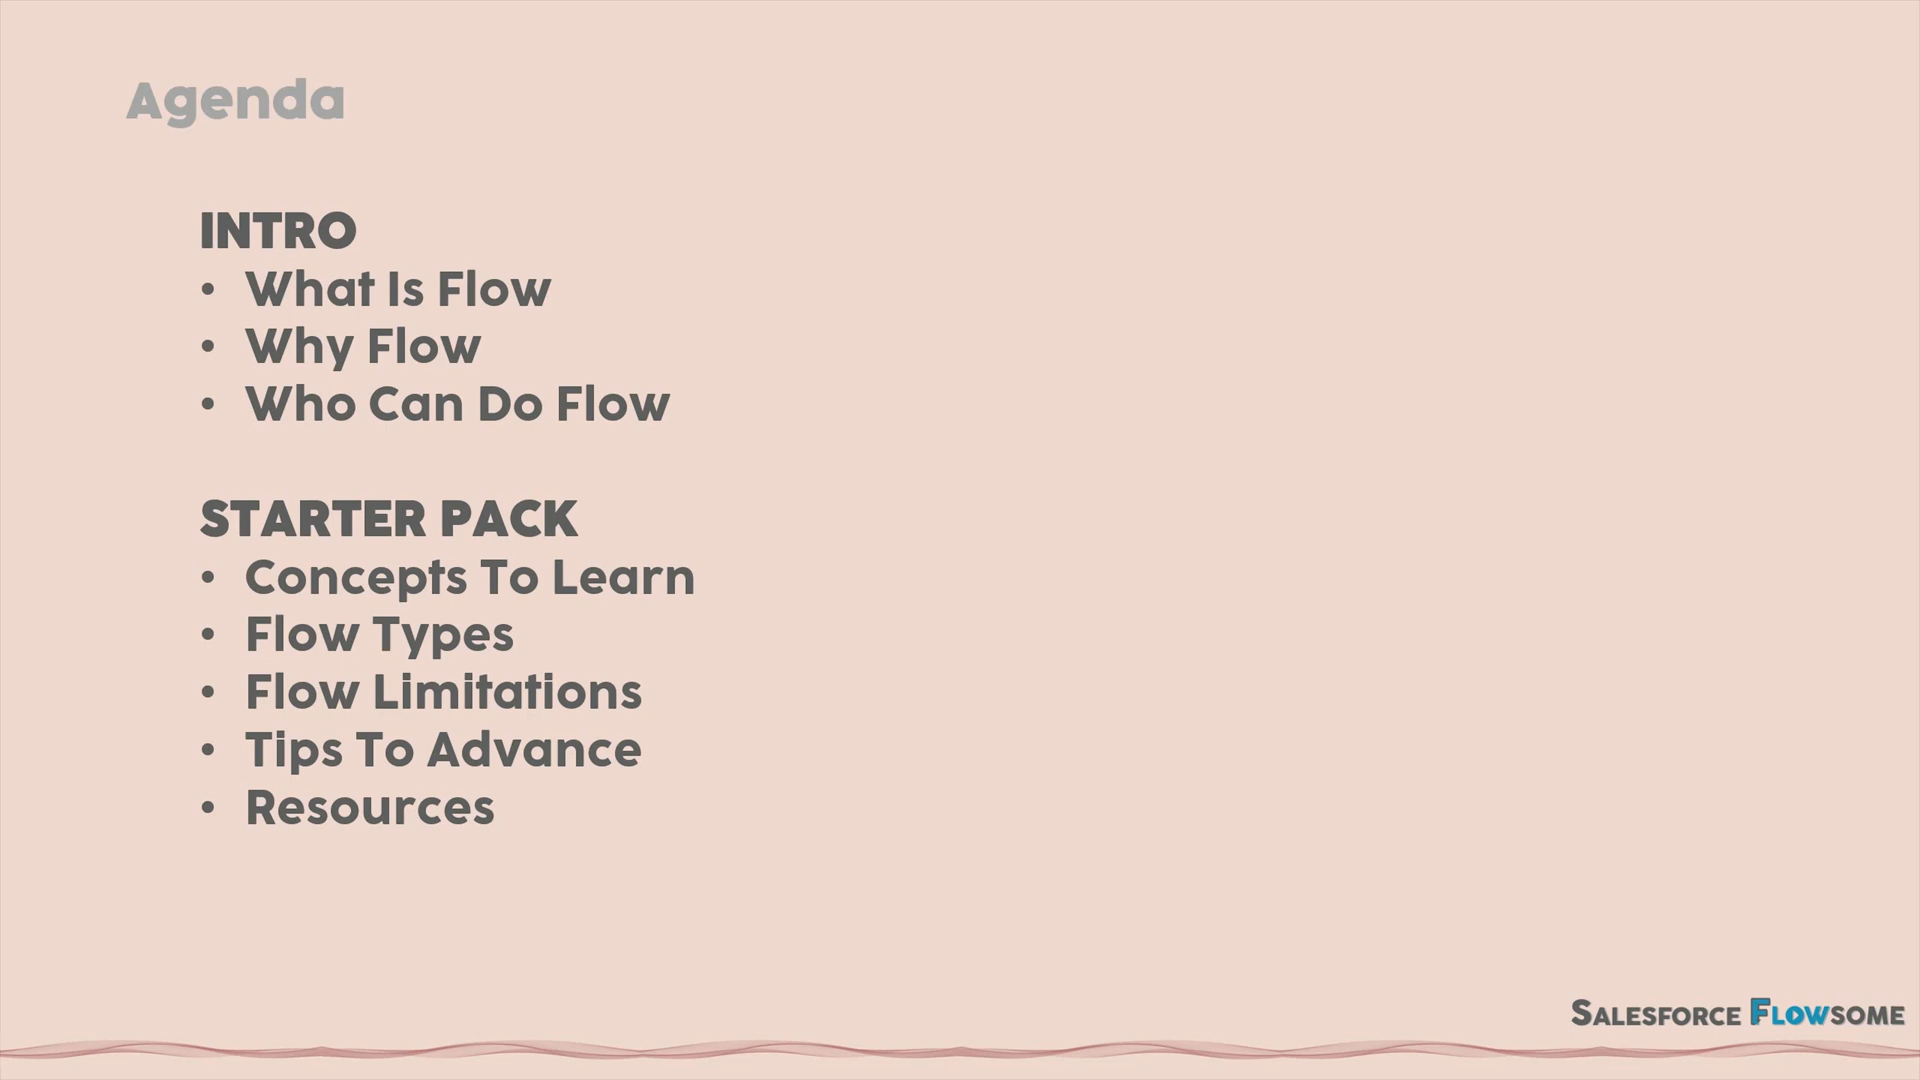 Agenda
INTRO
• What Is Flow
• Why Flow
• Who Can Do Flow
STARTER PACK
• Concepts To Learn
• Flow Types
• Flow Limitations
• Tips To Advance
• Resources
SALESFORCE FLOWSOME